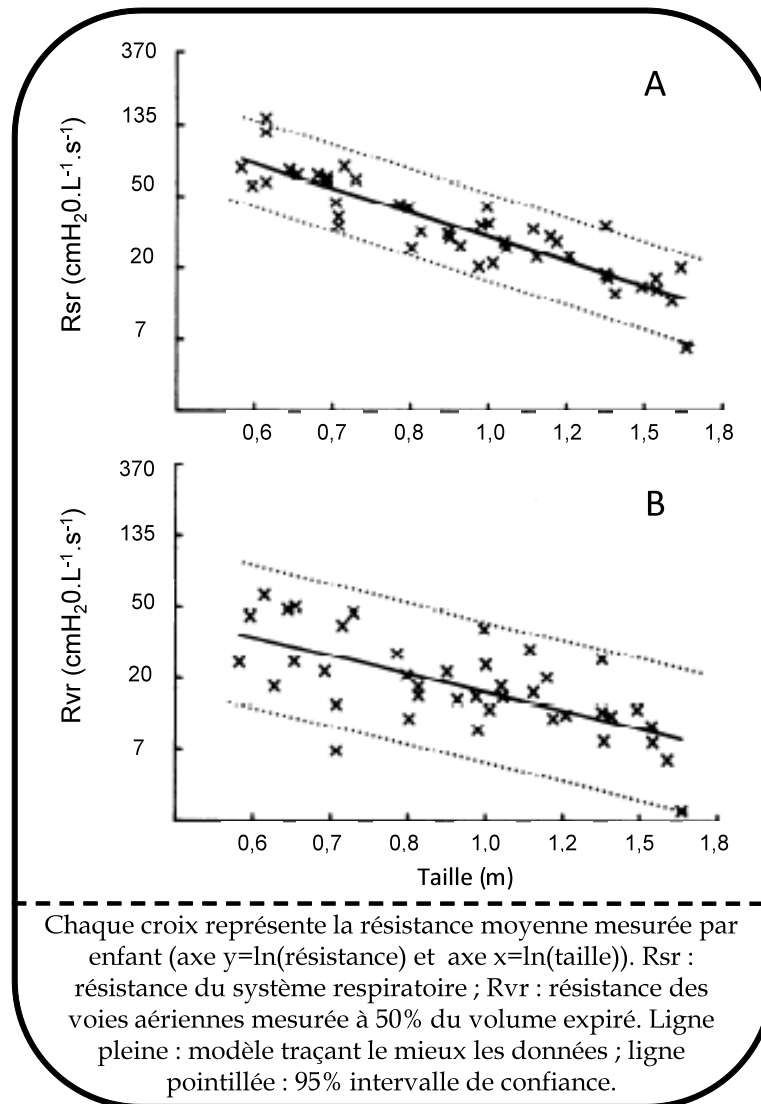 370
A
135
50
20
7
Rsr (cmH₂0.L⁻¹.s⁻¹)
0,6 0,7 0,8 1,0 1,2 1,5 1,8
370
B
135
50
20
7
Rvr (cmH₂0.L⁻¹.s⁻¹)
0,6 0,7 0,8 1,0 1,2 1,5 1,8
Taille (m)
Chaque croix représente la résistance moyenne mesurée par
enfant (axe y=ln(résistance) et axe x=ln(taille)). Rsr :
résistance du système respiratoire ; Rvr : résistance des
voies aériennes mesurée à 50% du volume expiré. Ligne
pleine : modèle traçant le mieux les données ; ligne
pointillée : 95% intervalle de confiance.